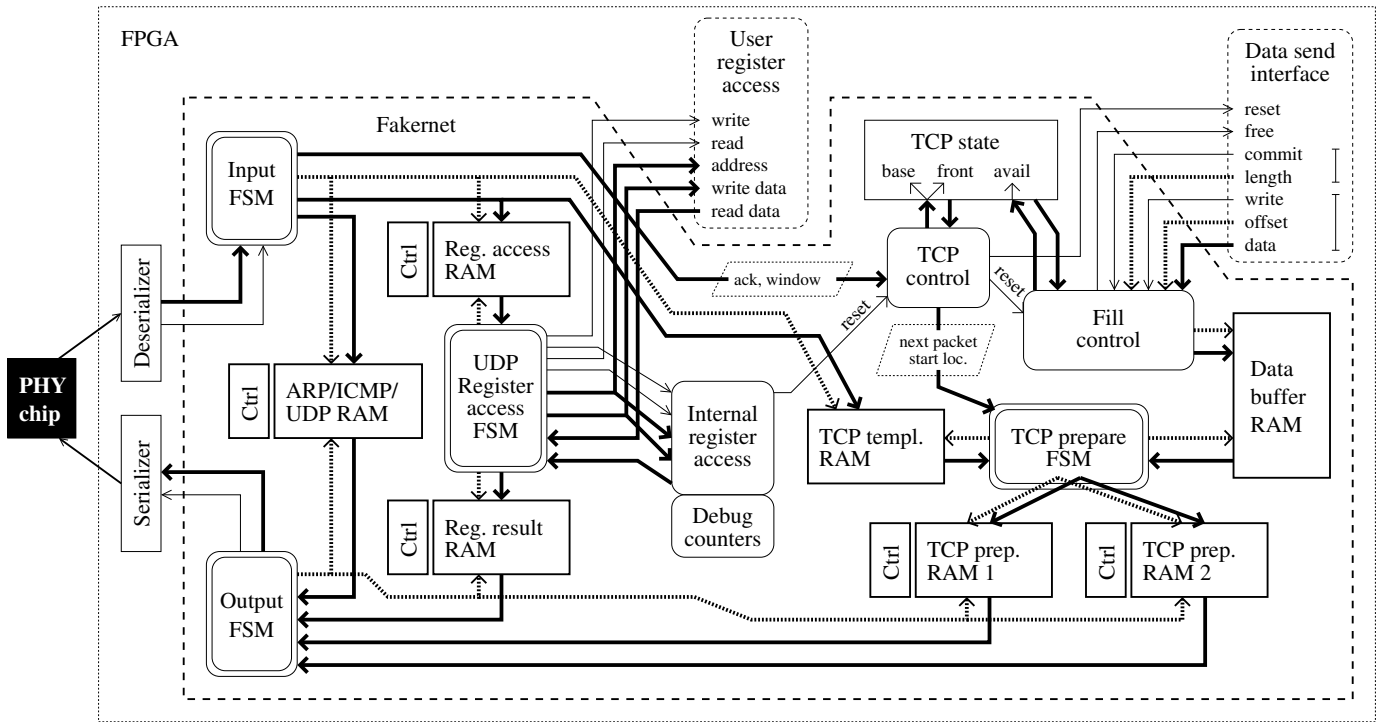 FPGA
User
register
access
write
read
address
write data
read data
Data send
interface
reset
free
commit
length
write
offset
data
Fakernet
Input
FSM
TCP state
base
front
avail
Ctrl
Reg. access
RAM
TCP
control
ack, window
reset
reset
Fill
control
next packet
start loc.
Deserializer
PHY
chip
Serializer
Ctrl
ARP/ICMP/
UDP RAM
UDP
Register
access
FSM
Internal
register
access
Debug
counters
TCP templ.
RAM
TCP prepare
FSM
Data
buffer
RAM
Ctrl
Reg. result
RAM
Ctrl
TCP prep.
RAM 1
Ctrl
TCP prep.
RAM 2
Output
FSM